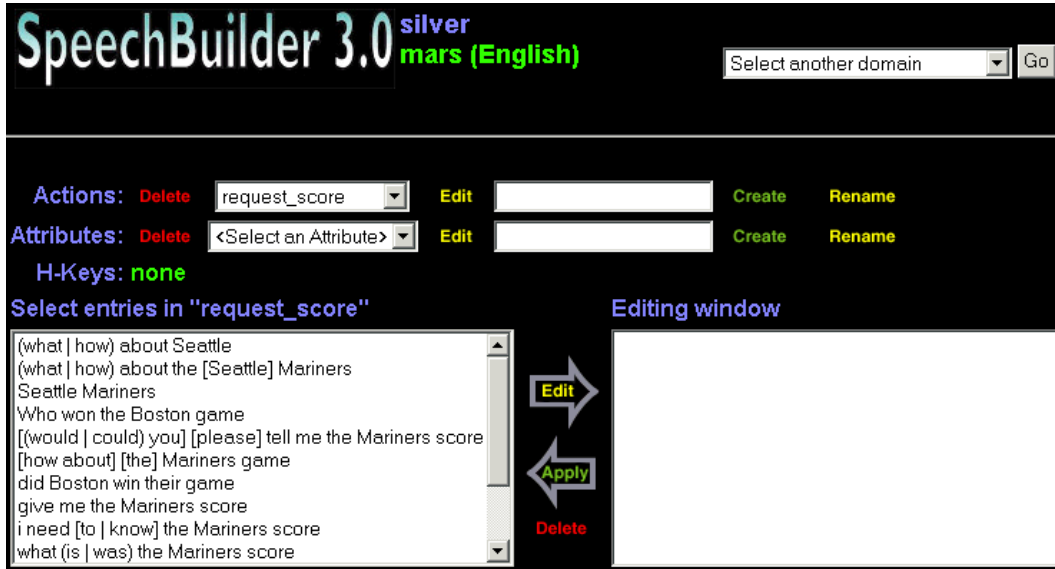 SpeechBuilder 3.0 silver
mars (English)
Select another domain Go
Actions: Delete request_score Edit Create Rename
Attributes: Delete <Select an Attribute> Edit Create Rename
H-Keys: none
Select entries in "request_score" Editing window
(what | how) about Seattle
(what | how) about the [Seattle] Mariners
Seattle Mariners
Who won the Boston game
[(would | could) you] [please] tell me the Mariners score
[how about] [the] Mariners game
did Boston win their game
give me the Mariners score
i need [to | know] the Mariners score
what (is | was) the Mariners score
Edit
Apply
Delete